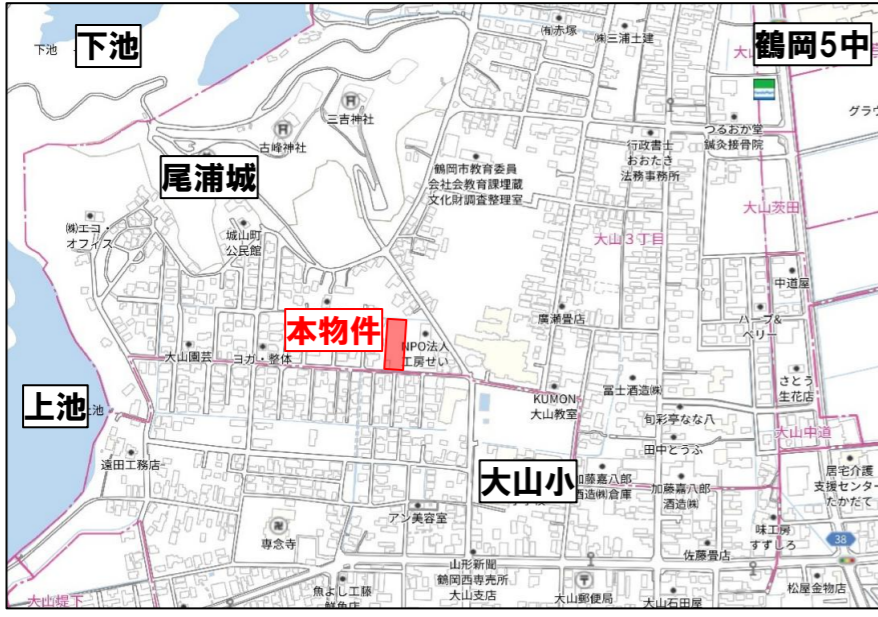 (有)赤塚
㈱三浦土建
下池
下池
鶴岡5中
大山
グラウ
三吉神社
古峰神社
つるおか堂
鍼灸接骨院
行政書士
おおたき
法務事務所
鶴岡市教育委員
会社会教育課埋蔵
文化財調査整理室
尾浦城
大山茨田
㈱エコ・
オフィス
城山町
公民館
大山3丁目
中道屋
本物件
廣瀬畳店
ハーブ&
ベリー
NPO法人
工房せい
大山園芸
ヨガ・整体
さとう
生花店
KUMON
大山教室
冨士酒造㈱
上池
上池
旬彩亭なな八
大山中道
田中とうふ
遠田工務店
大山小
加藤嘉八郎
酒造㈱倉庫
加藤嘉八郎
酒造㈱
居宅介護
支援センター
たかだて
アン美容室
味工房
すずしろ
38
専念寺
佐藤畳店
山形新聞
鶴岡西専売所
大山支店
魚よし工藤
鮮魚店
大山郵便局
大山石田屋
松屋金物店
大山堤下